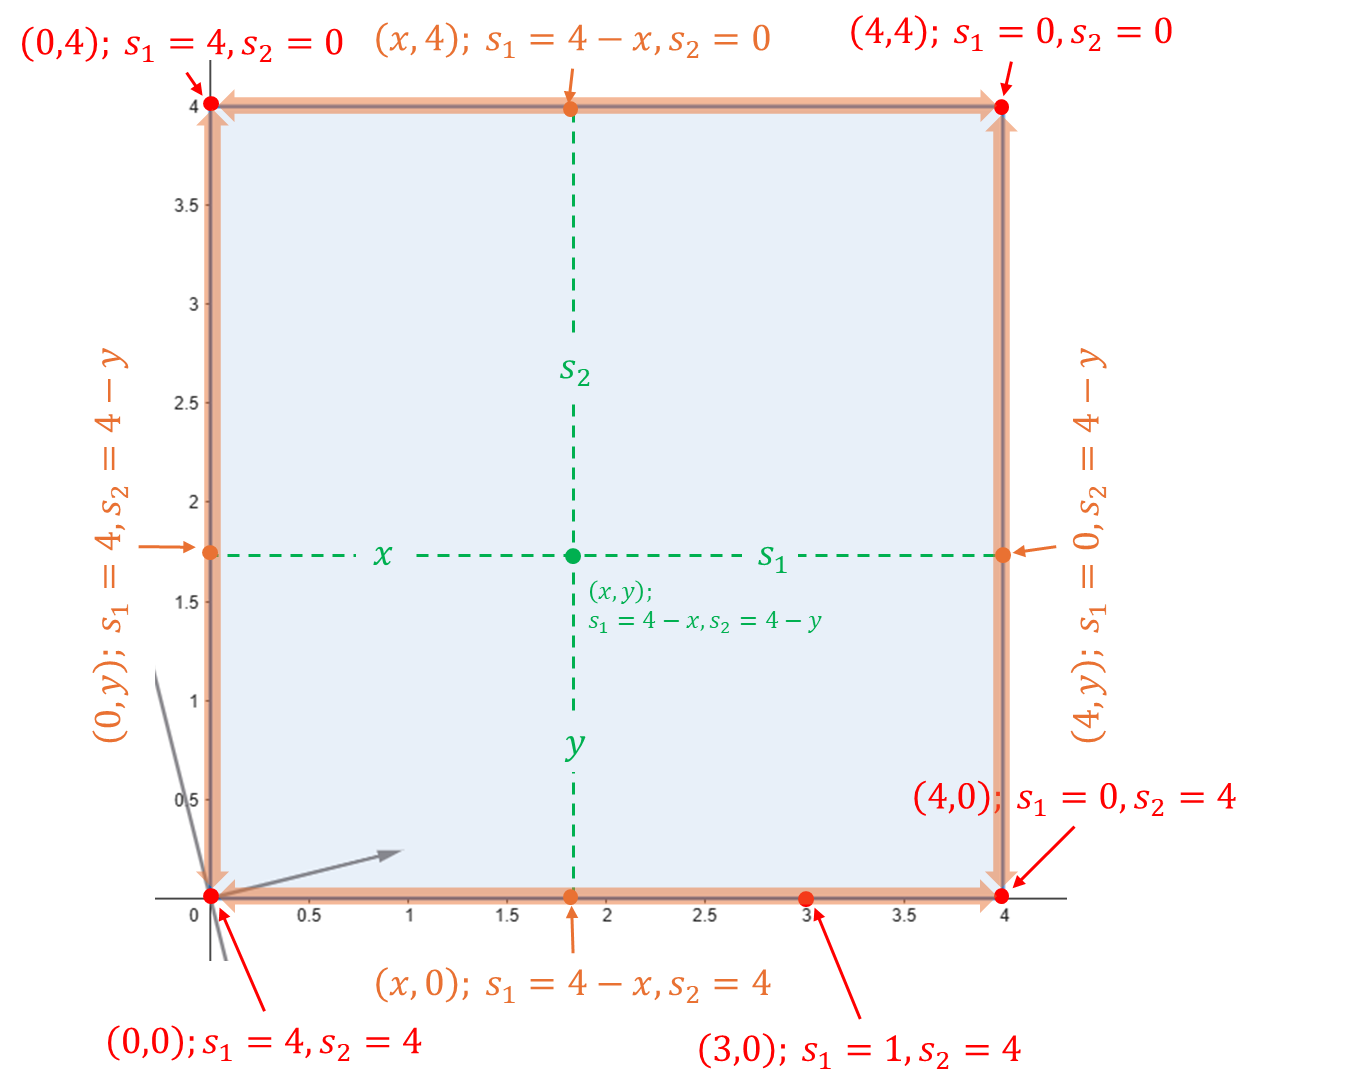 (0,4); s₁ = 4, s₂ = 0
(x, 4); s₁ = 4 − x, s₂ = 0
(4,4); s₁ = 0, s₂ = 0
4
3.5
3
2.5
2
1.5
1
0.5
s₂
x
s₁
(x, y);
s₁ = 4 − x, s₂ = 4 − y
y
(0, y); s₁ = 4, s₂ = 4 − y
(4, y); s₁ = 0, s₂ = 4 − y
(4,0); s₁ = 0, s₂ = 4
0
0.5
1
1.5
2
2.5
3
3.5
4
(x, 0); s₁ = 4 − x, s₂ = 4
(0,0); s₁ = 4, s₂ = 4
(3,0); s₁ = 1, s₂ = 4